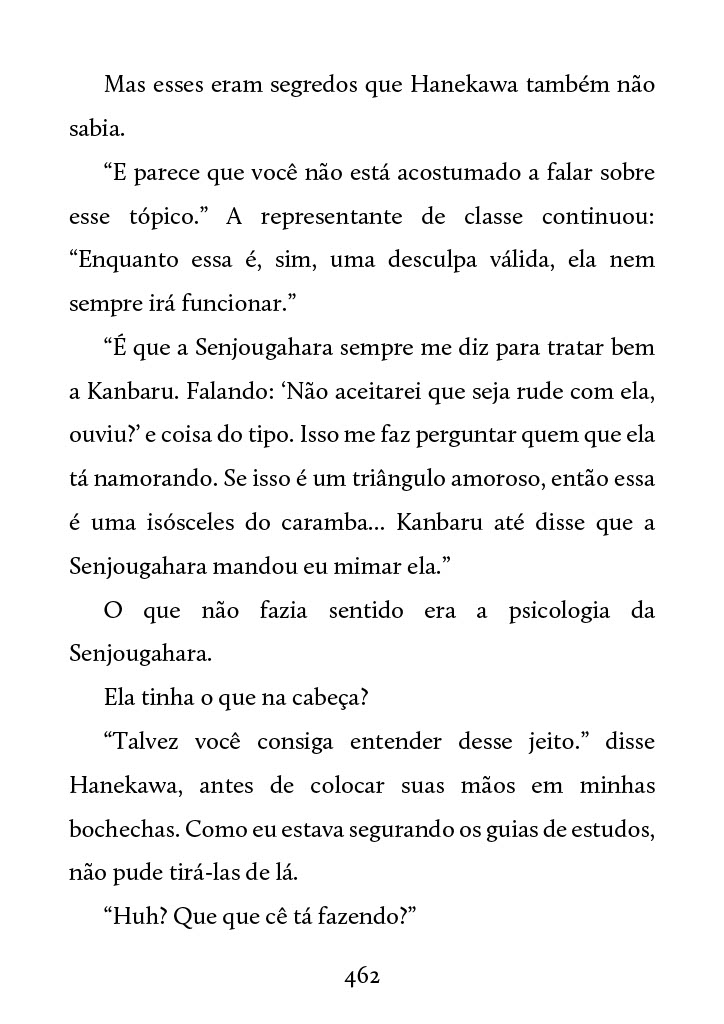 Mas esses eram segredos que Hanekawa também não
sabia.
“E parece que você não está acostumado a falar sobre
esse tópico.” A representante de classe continuou:
“Enquanto essa é, sim, uma desculpa válida, ela nem
sempre irá funcionar.”
“É que a Senjougahara sempre me diz para tratar bem
a Kanbaru. Falando: ‘Não aceitarei que seja rude com ela,
ouviu?’ e coisa do tipo. Isso me faz perguntar quem que ela
tá namorando. Se isso é um triângulo amoroso, então essa
é uma isósceles do caramba... Kanbaru até disse que a
Senjougahara mandou eu mimar ela.”
O que não fazia sentido era a psicologia da
Senjougahara.
Ela tinha o que na cabeça?
“Talvez você consiga entender desse jeito.” disse
Hanekawa, antes de colocar suas mãos em minhas
bochechas. Como eu estava segurando os guias de estudos,
não pude tirá-las de lá.
“Huh? Que que cê tá fazendo?”
462